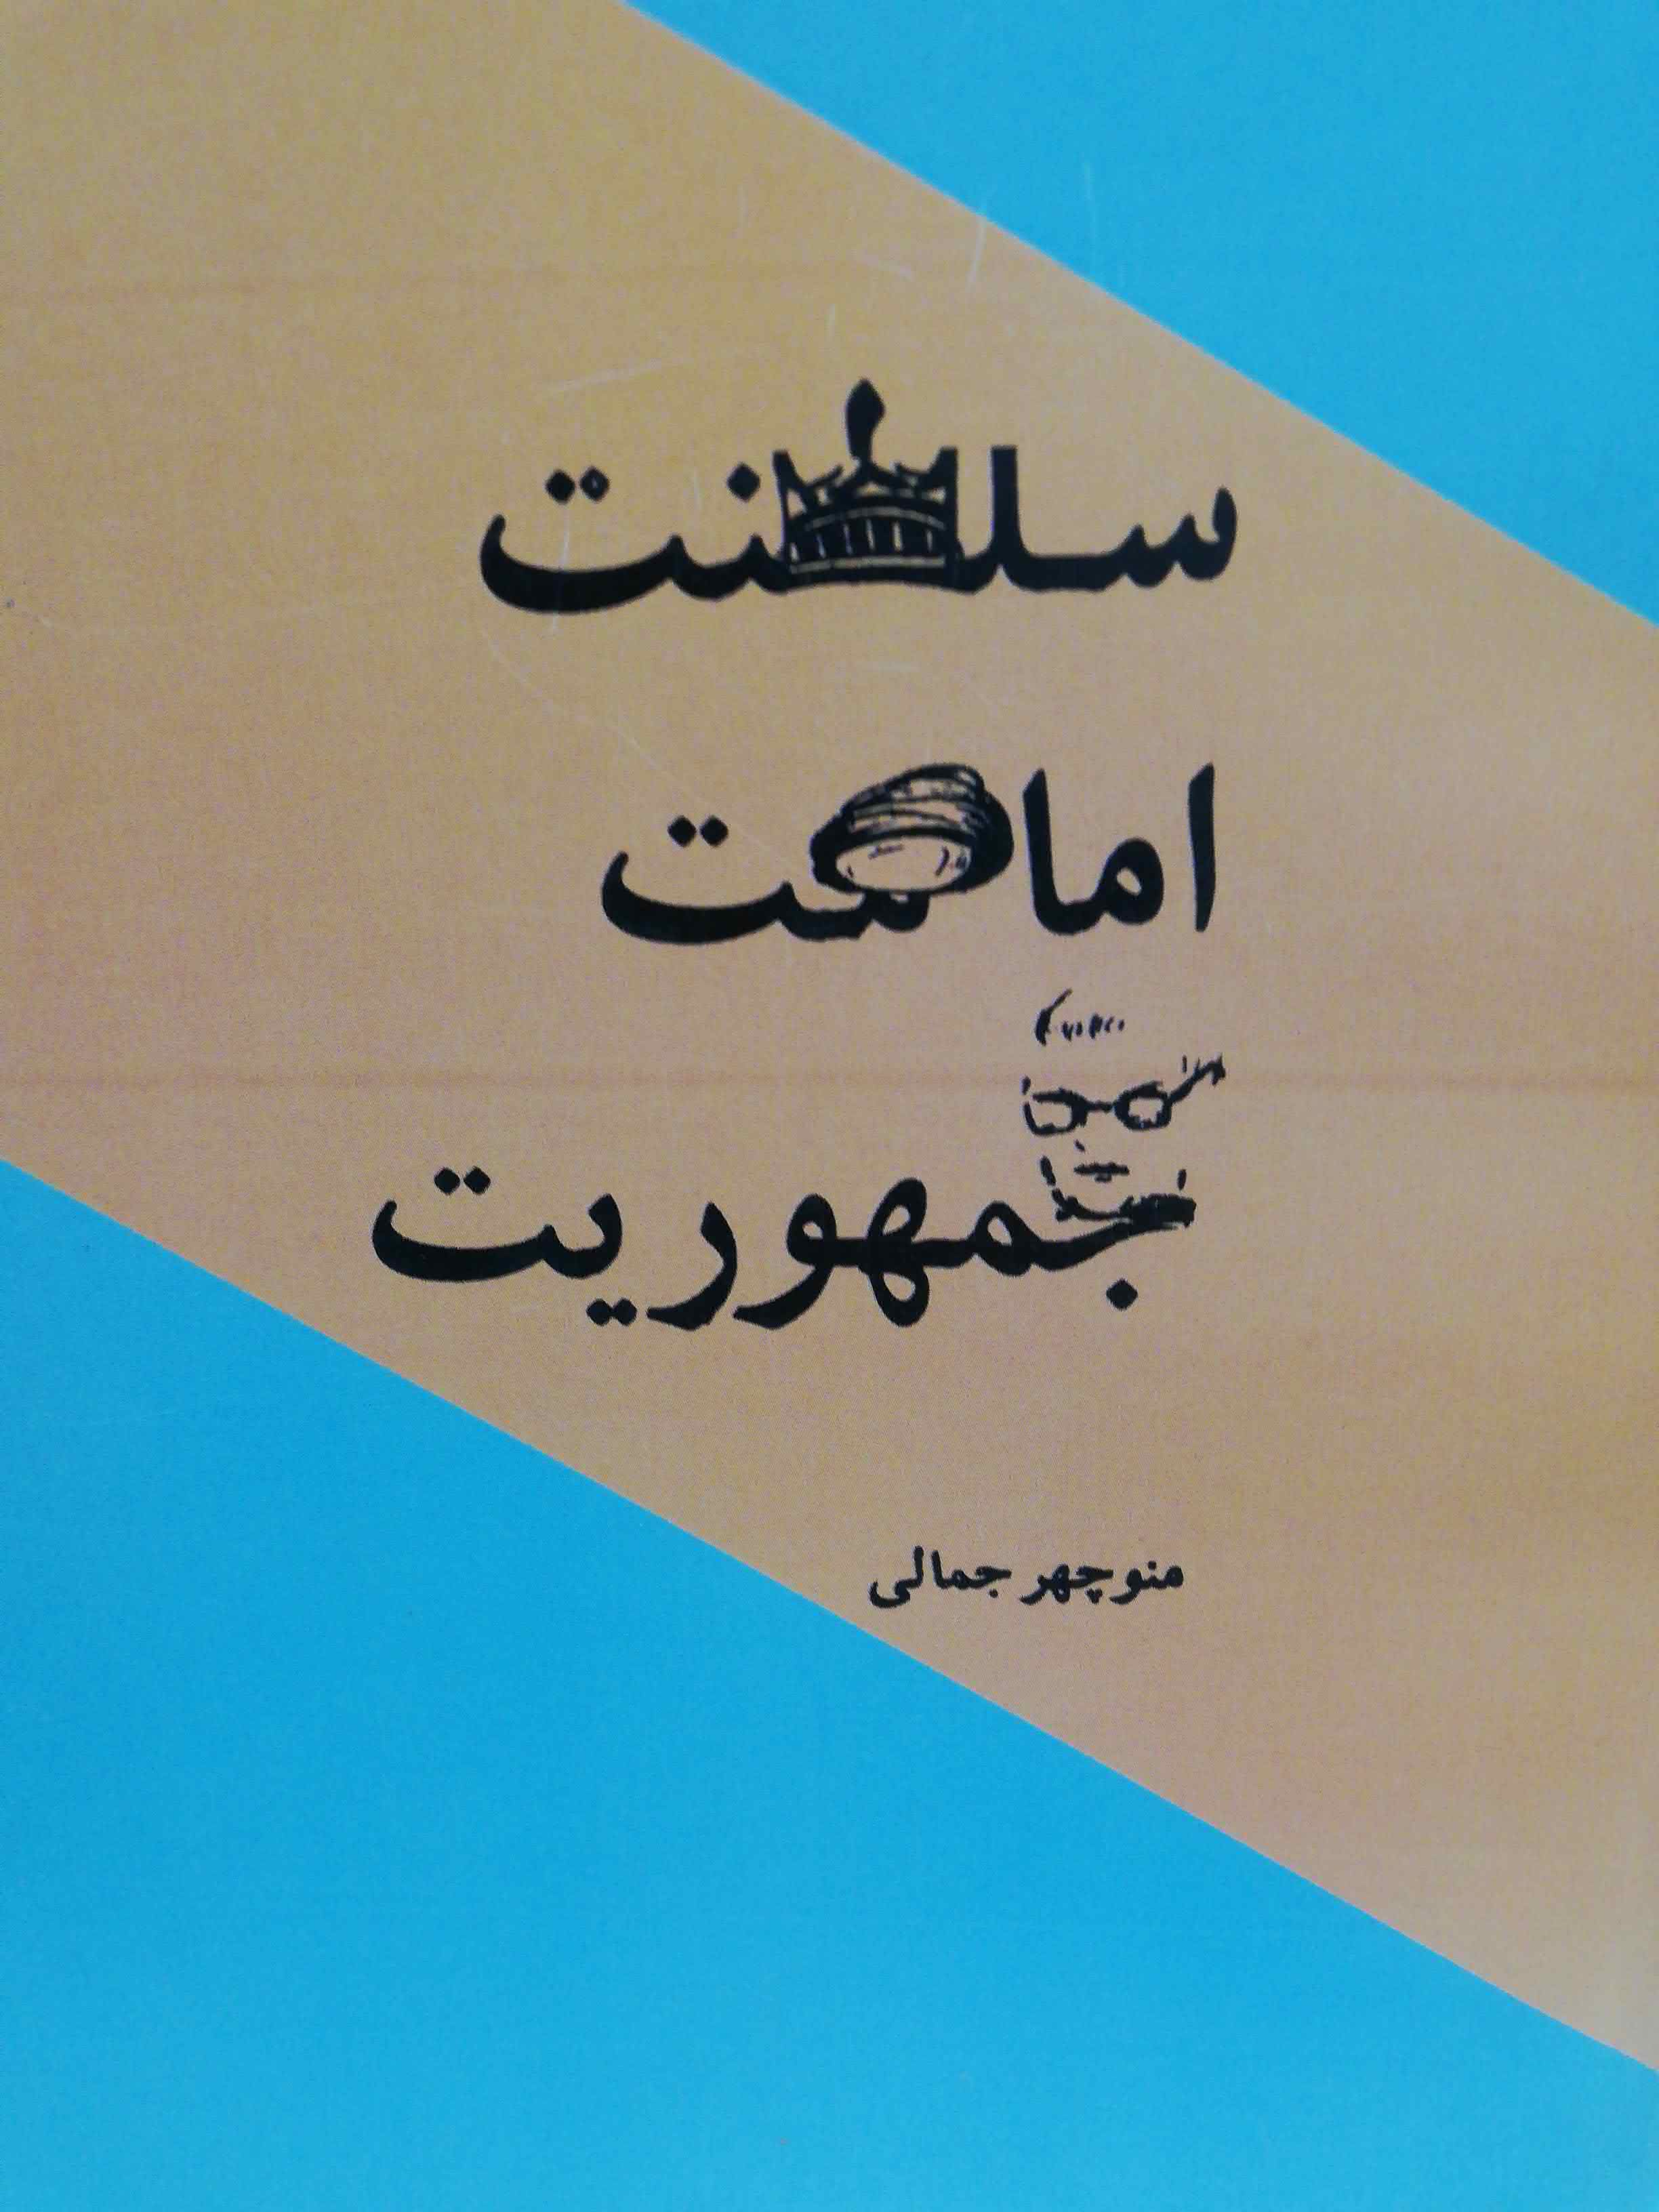 سلطنت
امامت
جمهوریت
منوچهر جمالی